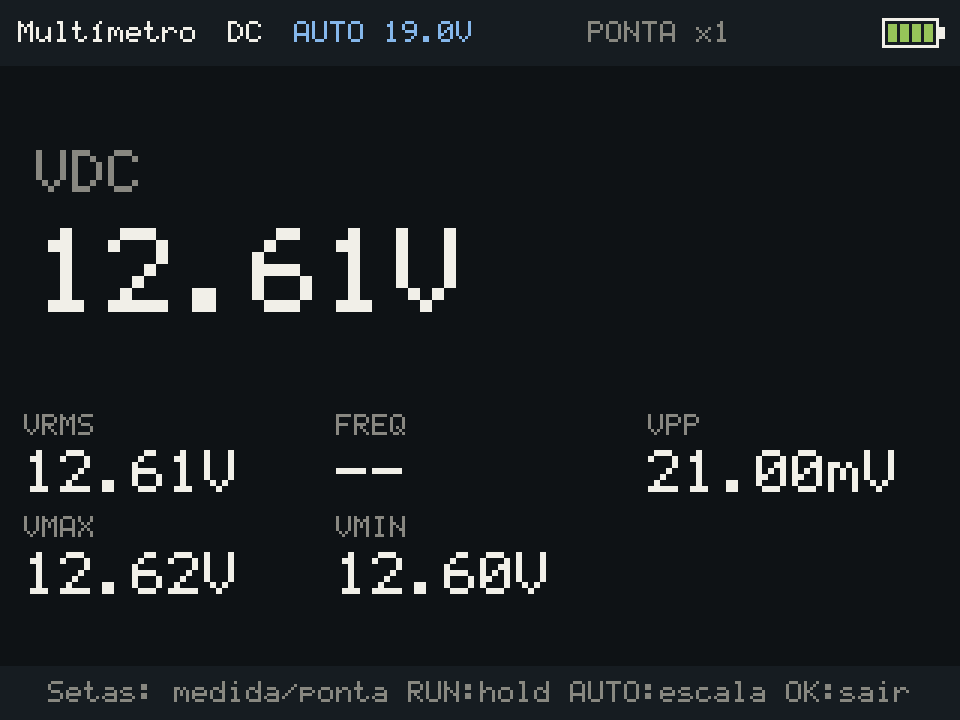 Multímetro DC AUTO 19.0V PONTA x1
VDC
12.61V
VRMS FREQ VPP
12.61V -- 21.00mV
VMAX VMIN
12.62V 12.60V
Setas: medida/ponta RUN:hold AUTO:escala OK:sair